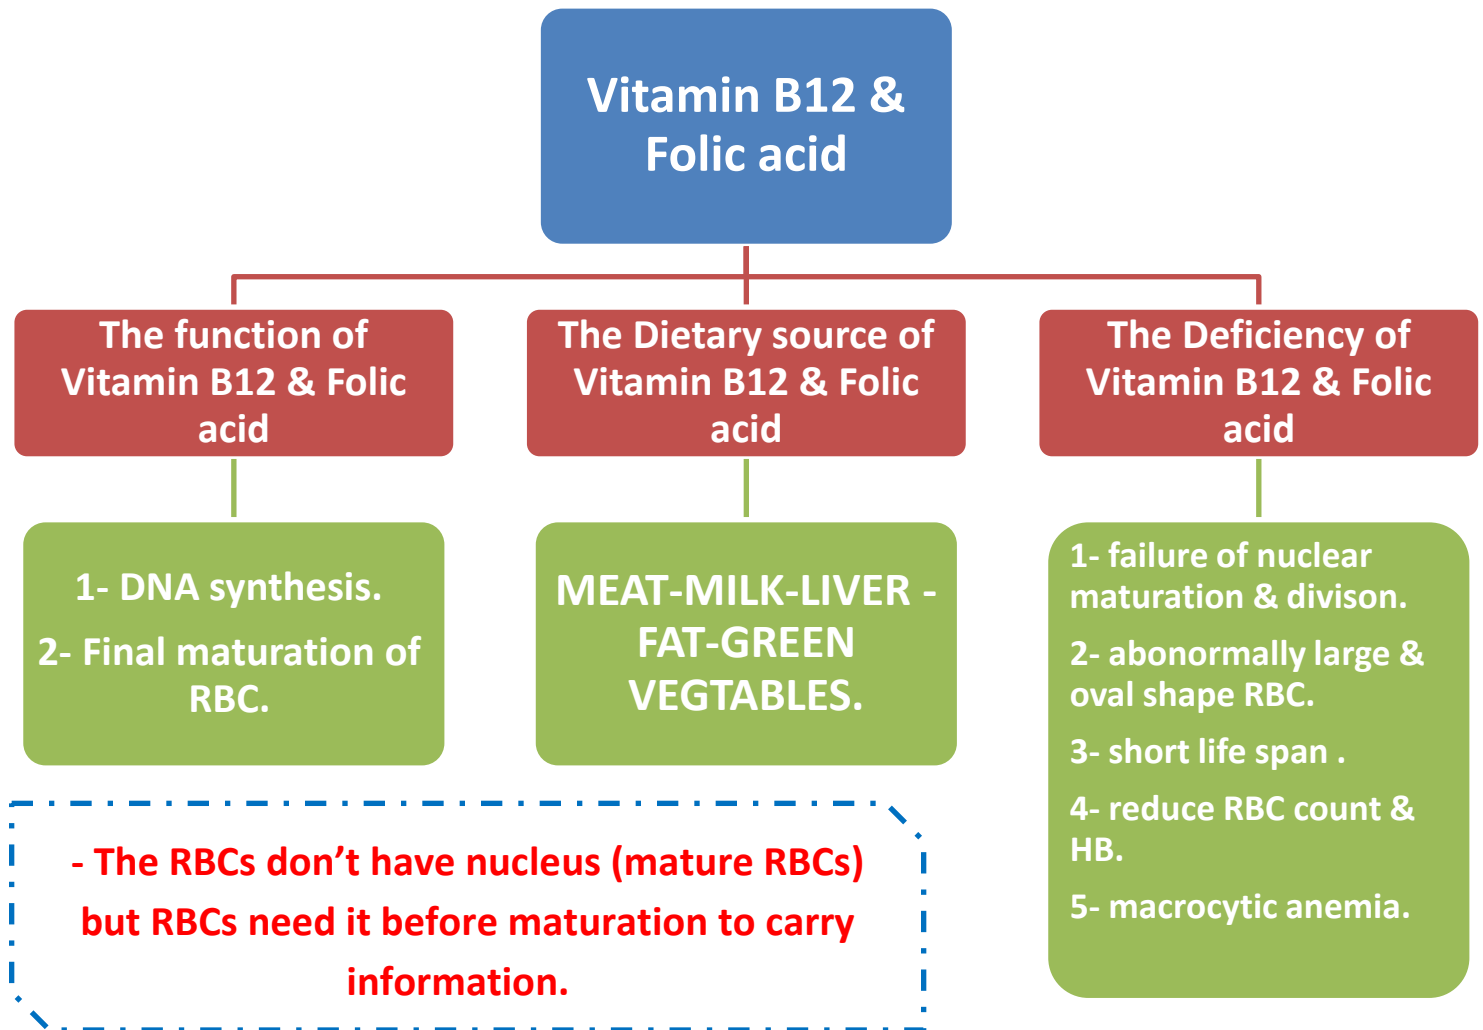 Vitamin B12 &
Folic acid
The function of
Vitamin B12 & Folic
acid
1- DNA synthesis.
2- Final maturation of
RBC.
The Dietary source of
Vitamin B12 & Folic
acid
MEAT-MILK-LIVER -
FAT-GREEN
VEGTABLES.
The Deficiency of
Vitamin B12 & Folic
acid
1- failure of nuclear
maturation & divison.
2- abonormally large &
oval shape RBC.
3- short life span .
4- reduce RBC count &
HB.
5- macrocytic anemia.
- The RBCs don’t have nucleus (mature RBCs)
but RBCs need it before maturation to carry
information.